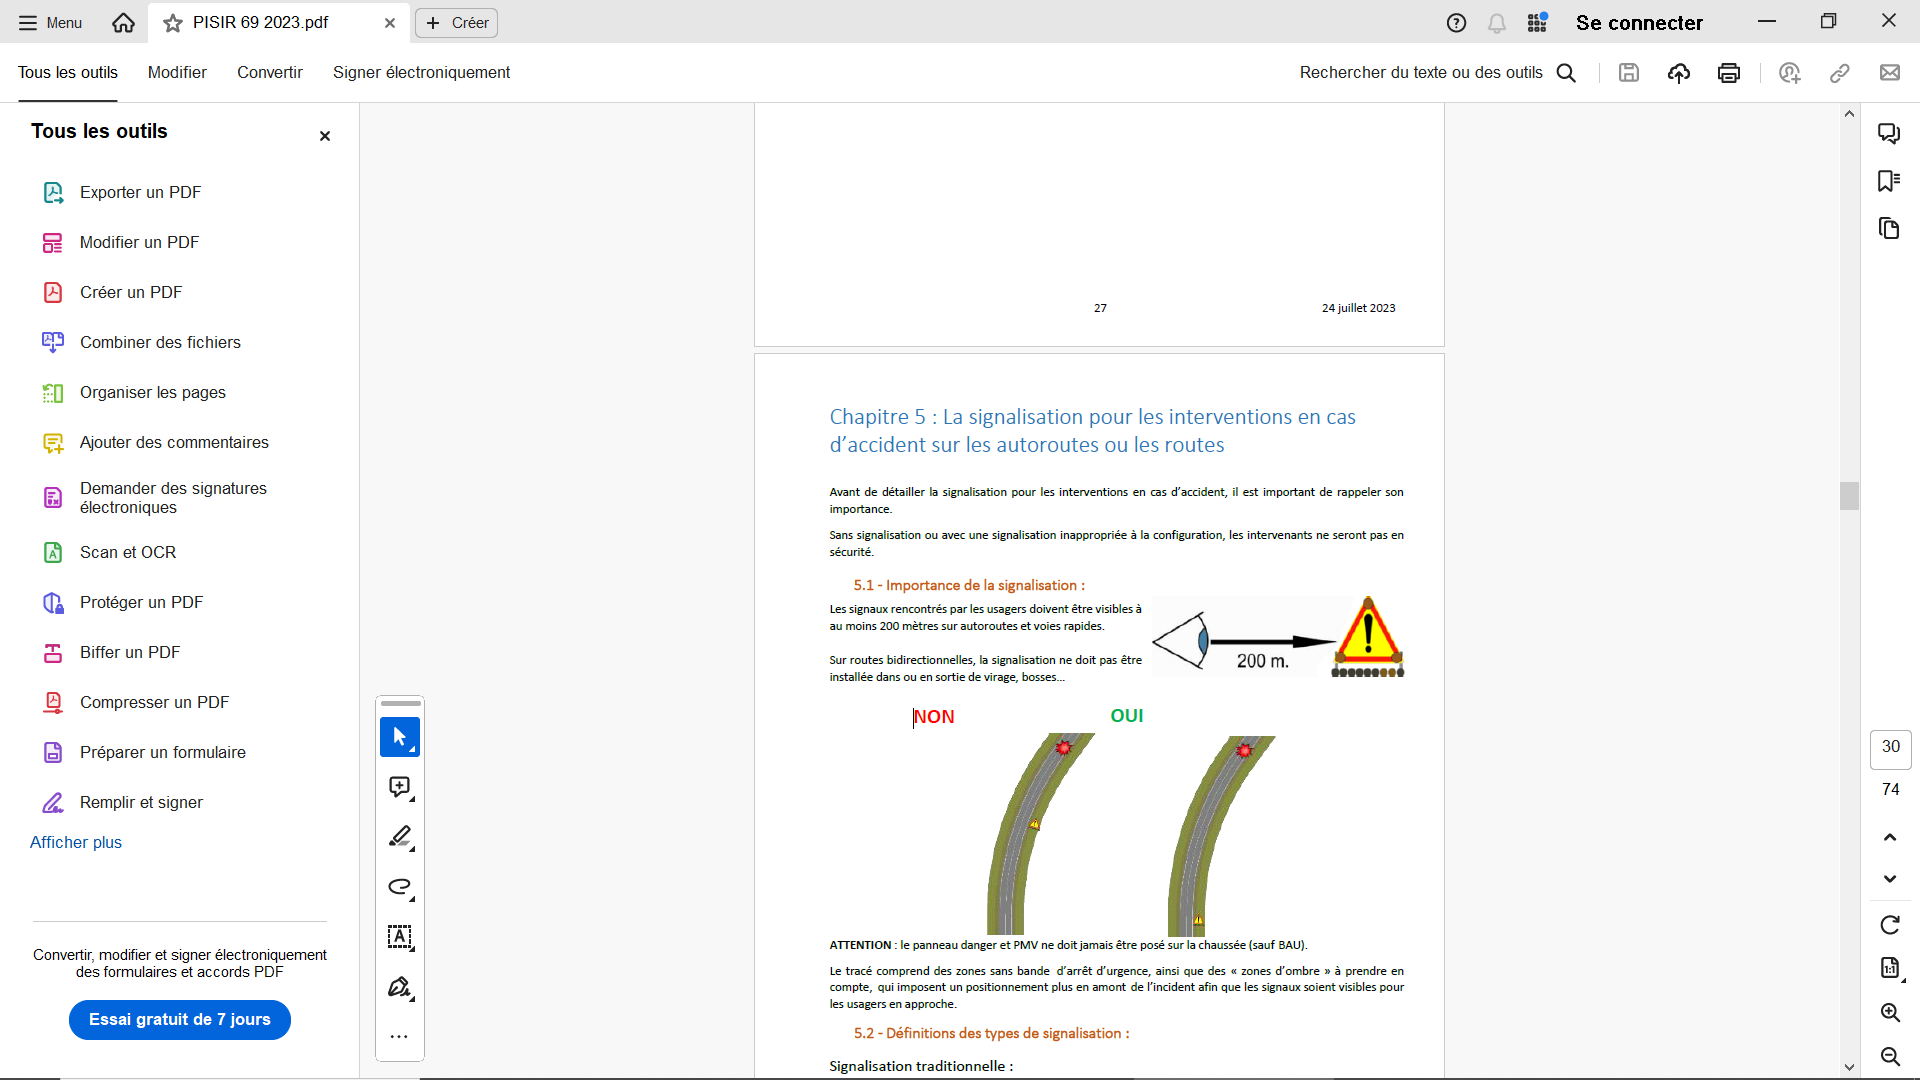 Menu
PISIR 69 2023.pdf
Créer
Se connecter
Tous les outils
Modifier
Convertir
Signer électroniquement
Rechercher du texte ou des outils
Tous les outils
Exporter un PDF
Modifier un PDF
Créer un PDF
Combiner des fichiers
Organiser les pages
Ajouter des commentaires
Demander des signatures
électroniques
Scan et OCR
Protéger un PDF
Biffer un PDF
Compresser un PDF
Préparer un formulaire
Remplir et signer
Afficher plus
Convertir, modifier et signer électroniquement
des formulaires et accords PDF
Essai gratuit de 7 jours
27
24 juillet 2023
Chapitre 5 : La signalisation pour les interventions en cas
d’accident sur les autoroutes ou les routes
Avant de détailler la signalisation pour les interventions en cas d’accident, il est important de rappeler son
importance.
Sans signalisation ou avec une signalisation inappropriée à la configuration, les intervenants ne seront pas en
sécurité.
5.1 - Importance de la signalisation :
Les signaux rencontrés par les usagers doivent être visibles à
au moins 200 mètres sur autoroutes et voies rapides.
Sur routes bidirectionnelles, la signalisation ne doit pas être
installée dans ou en sortie de virage, bosses...
200 m.
NON
OUI
ATTENTION : le panneau danger et PMV ne doit jamais être posé sur la chaussée (sauf BAU).
Le tracé comprend des zones sans bande d’arrêt d’urgence, ainsi que des « zones d’ombre » à prendre en
compte, qui imposent un positionnement plus en amont de l’incident afin que les signaux soient visibles pour
les usagers en approche.
5.2 - Définitions des types de signalisation :
Signalisation traditionnelle :
30
74
1:1